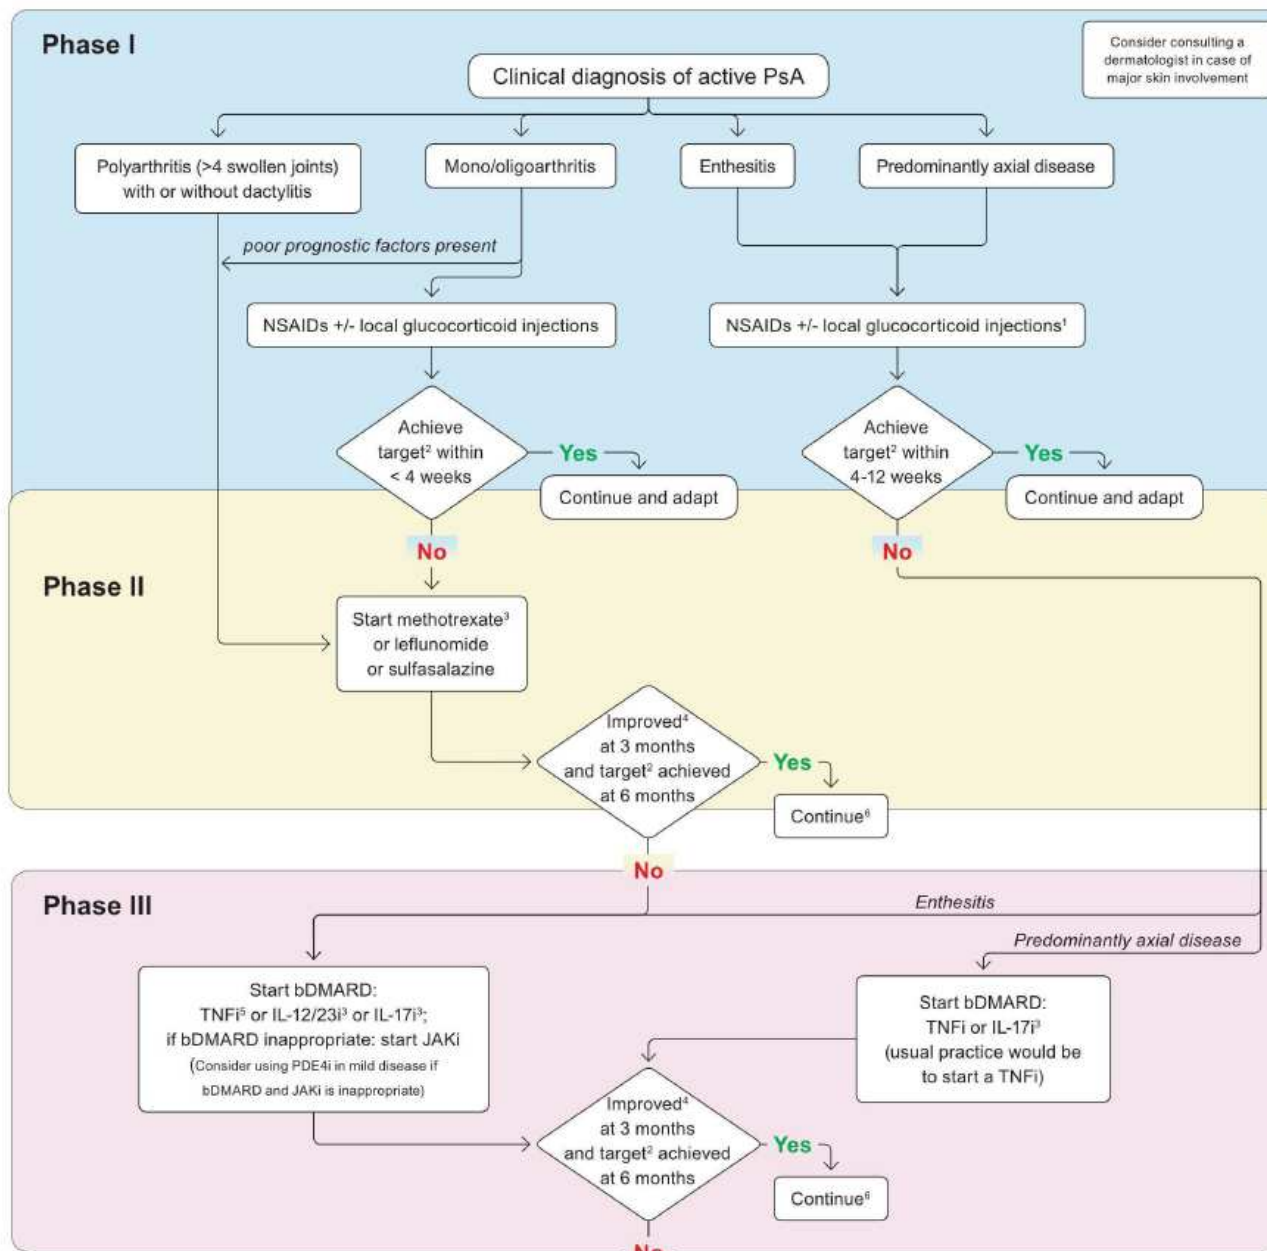 Phase I
Consider consulting a
dermatologist in case of
major skin involvement
Clinical diagnosis of active PsA
Polyarthritis (>4 swollen joints)
with or without dactylitis
Mono/oligoarthritis
Enthesitis
Predominantly axial disease
poor prognostic factors present
NSAIDs +/- local glucocorticoid injections
NSAIDs +/- local glucocorticoid injections¹
Achieve
target² within
< 4 weeks
Yes
Continue and adapt
Achieve
target² within
4-12 weeks
Yes
Continue and adapt
No
No
Phase II
Start methotrexate³
or leflunomide
or sulfasalazine
Improved⁴
at 3 months
and target² achieved
at 6 months
Yes
Continue⁶
No
Phase III
Enthesitis
Predominantly axial disease
Start bDMARD:
TNFi⁵ or IL-12/23i³ or IL-17i³;
if bDMARD inappropriate: start JAKi
(Consider using PDE4i in mild disease if
bDMARD and JAKi is inappropriate)
Start bDMARD:
TNFi or IL-17i³
(usual practice would be
to start a TNFi)
Improved⁴
at 3 months
and target² achieved
at 6 months
Yes
Continue⁶
No